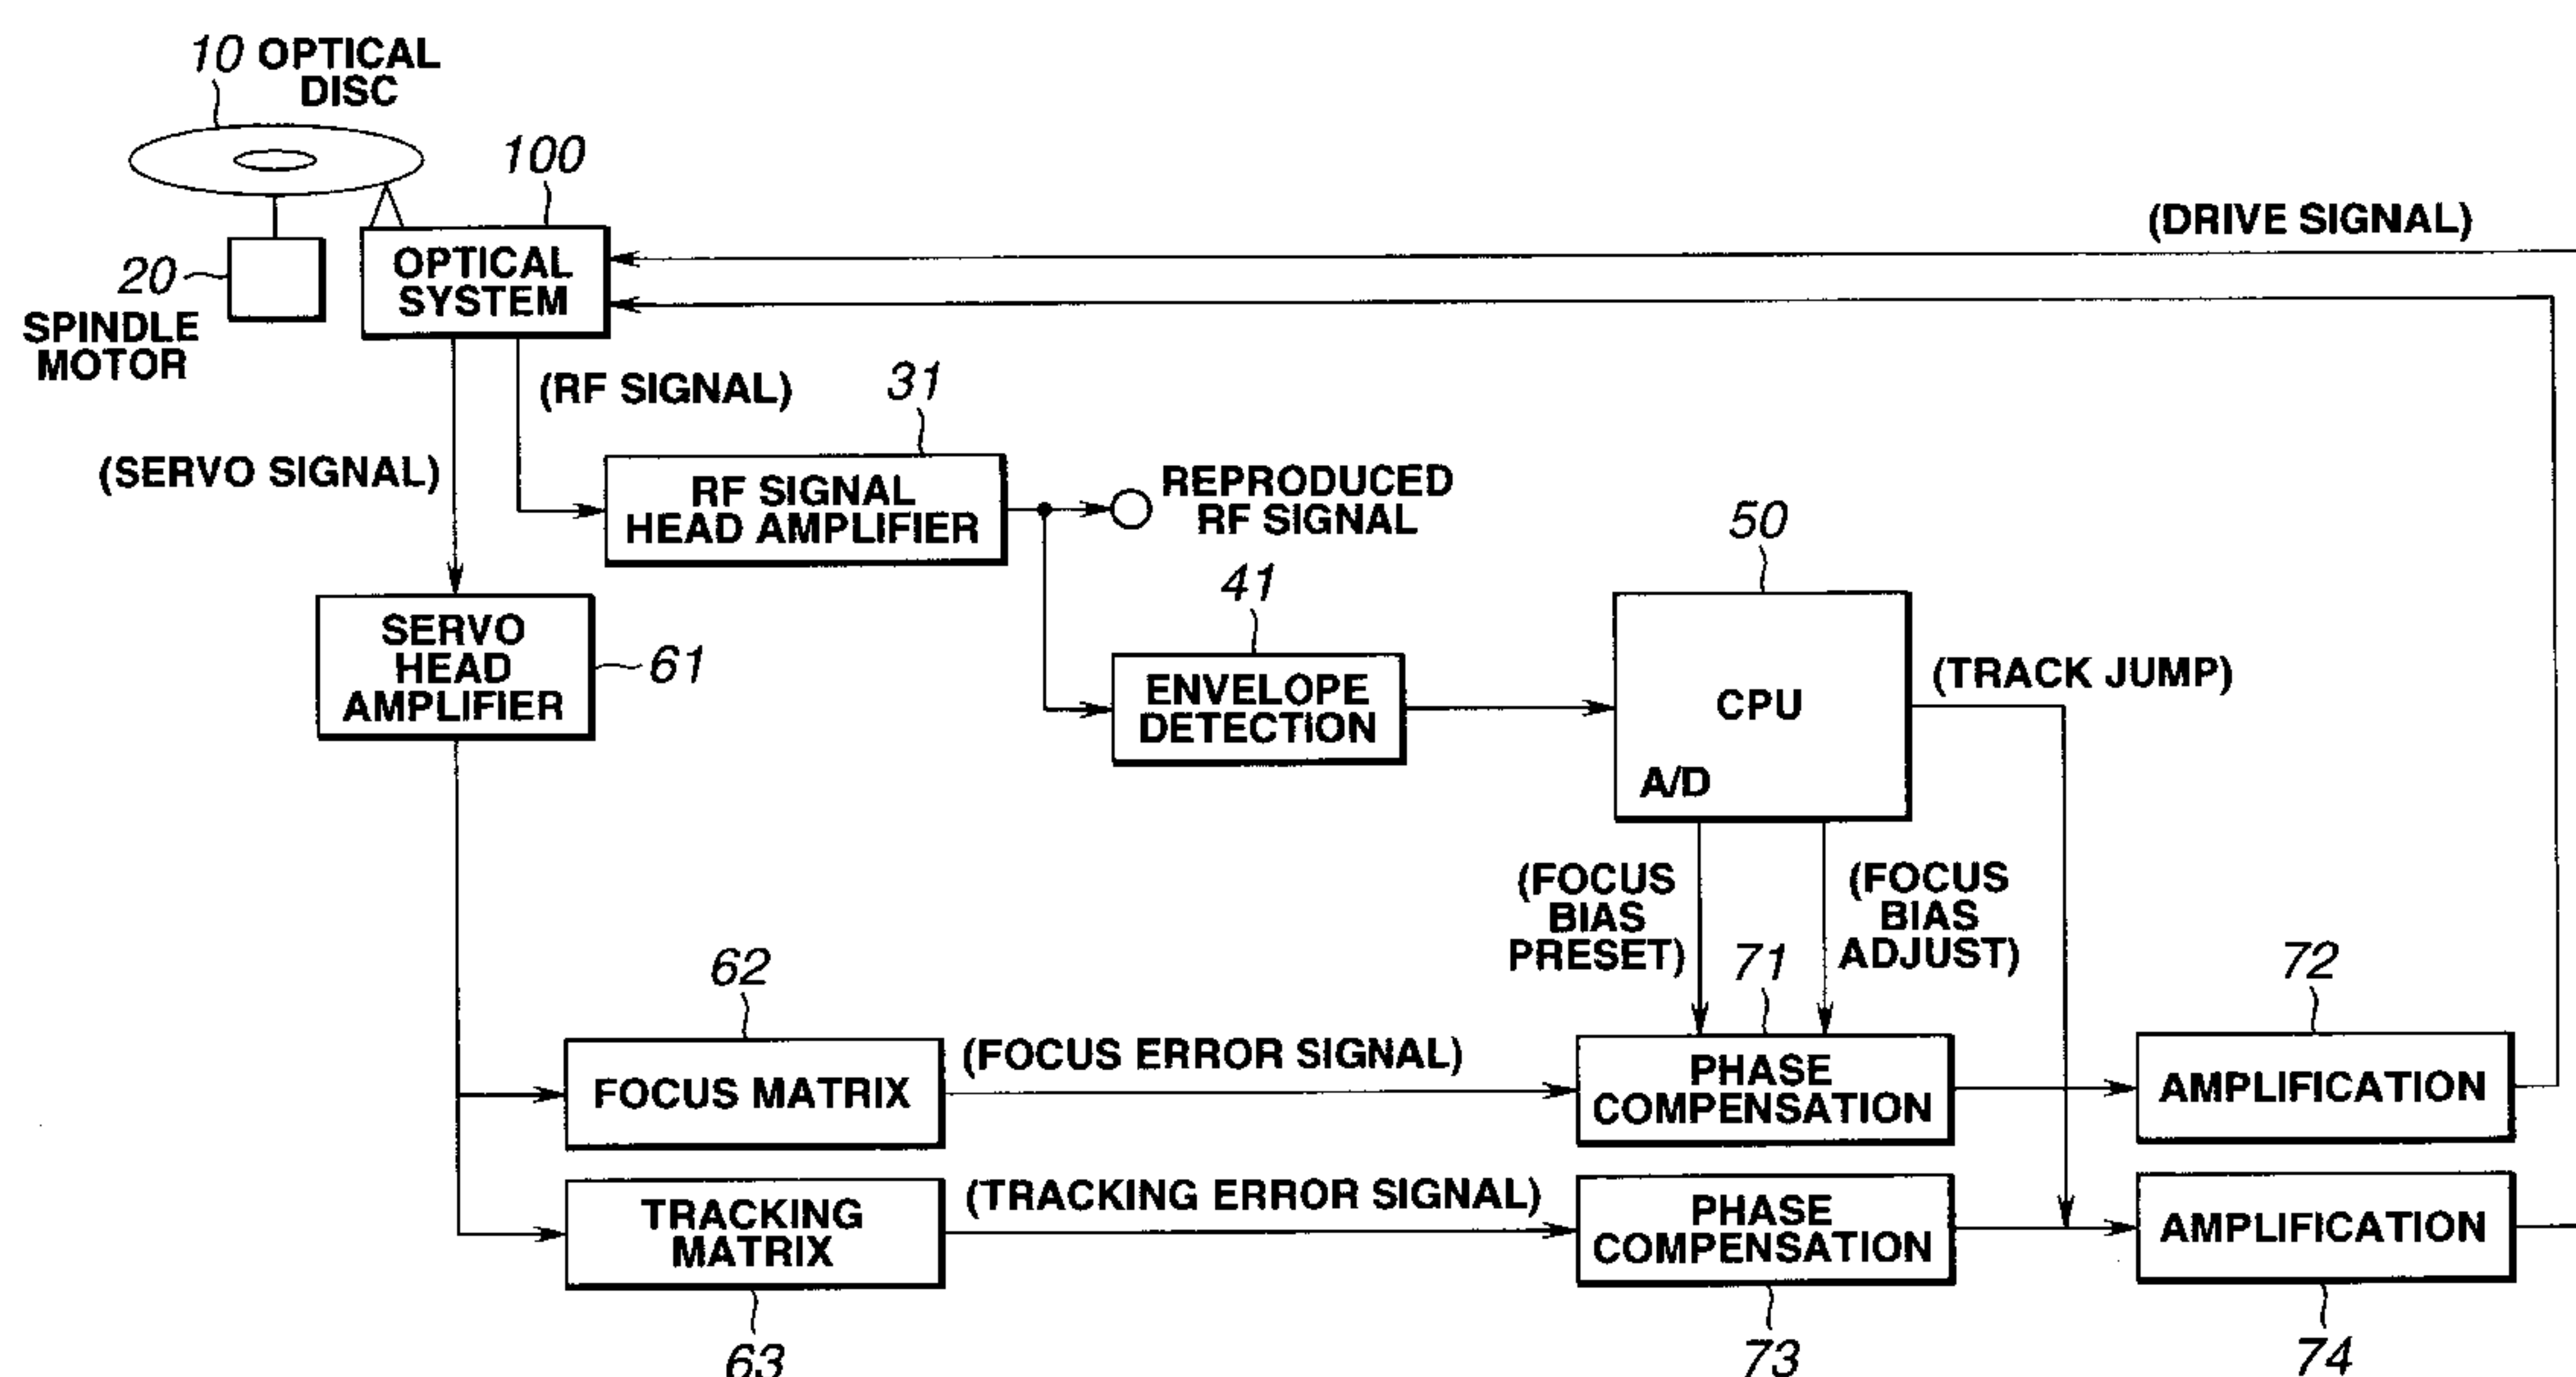 10 OPTICAL
DISC
100
(DRIVE SIGNAL)
OPTICAL
SYSTEM
20
SPINDLE
MOTOR
(RF SIGNAL)
31
(SERVO SIGNAL)
RF SIGNAL
HEAD AMPLIFIER
REPRODUCED
RF SIGNAL
50
41
SERVO
HEAD
AMPLIFIER
61
ENVELOPE
DETECTION
CPU
A/D
(TRACK JUMP)
(FOCUS
BIAS
PRESET)
(FOCUS
BIAS
ADJUST)
62
71
72
FOCUS MATRIX
(FOCUS ERROR SIGNAL)
PHASE
COMPENSATION
AMPLIFICATION
TRACKING
MATRIX
(TRACKING ERROR SIGNAL)
PHASE
COMPENSATION
AMPLIFICATION
63
73
74